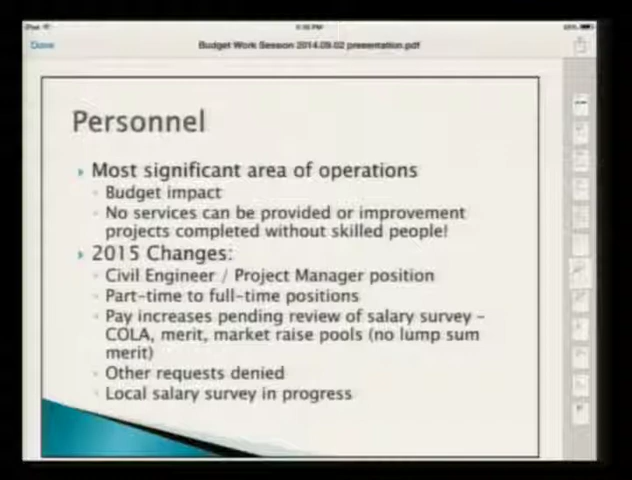 Done
Budget Work Session 2014.09.02 presentation.pdf
Personnel
Most significant area of operations
Budget impact
No services can be provided or improvement
projects completed without skilled people!
2015 Changes:
Civil Engineer / Project Manager position
Part-time to full-time positions
Pay increases pending review of salary survey –
COLA, merit, market raise pools (no lump sum
merit)
Other requests denied
Local salary survey in progress